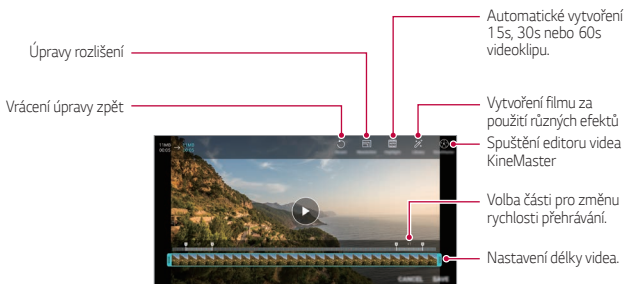 Automatické vytvoření
15s, 30s nebo 60s
videoklipu.
Úpravy rozlišení
Vrácení úpravy zpět
Vytvoření filmu za
použití různých efektů
Spuštění editoru videa
KineMaster
Volba části pro změnu
rychlosti přehrávání.
Nastavení délky videa.
CANCEL SAVE